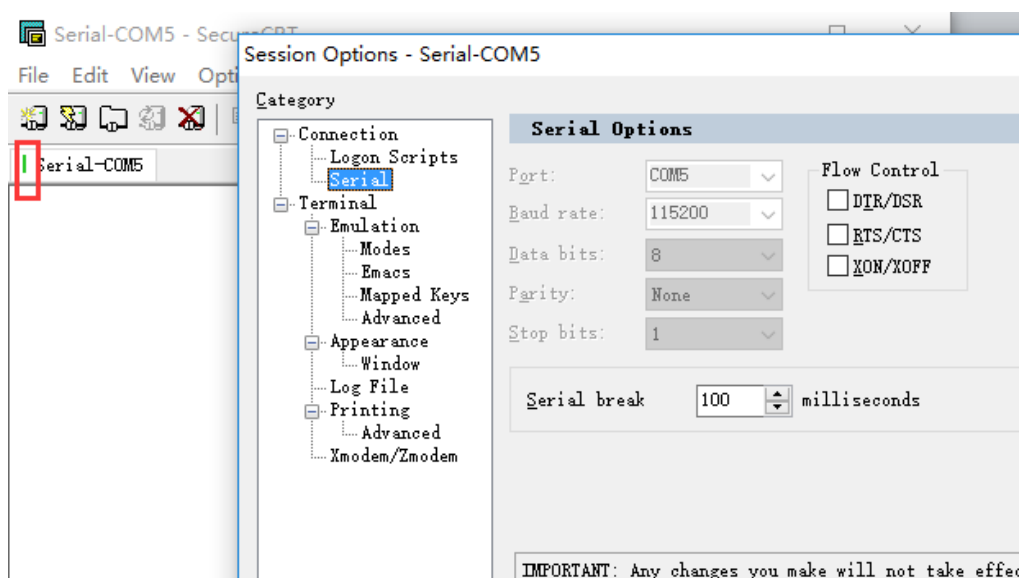 Serial-COM5 - SecureCRT
Session Options - Serial-COM5
File Edit View Opti
Category
Serial-COM5
Connection
Logon Scripts
Serial
Terminal
Emulation
Modes
Emacs
Mapped Keys
Advanced
Appearance
Window
Log File
Printing
Advanced
Xmodem/Zmodem
Serial Options
Port: COM5
Baud rate: 115200
Data bits: 8
Parity: None
Stop bits: 1
Flow Control
DTR/DSR
RTS/CTS
XON/XOFF
Serial break 100 milliseconds
IMPORTANT: Any changes you make will not take effec